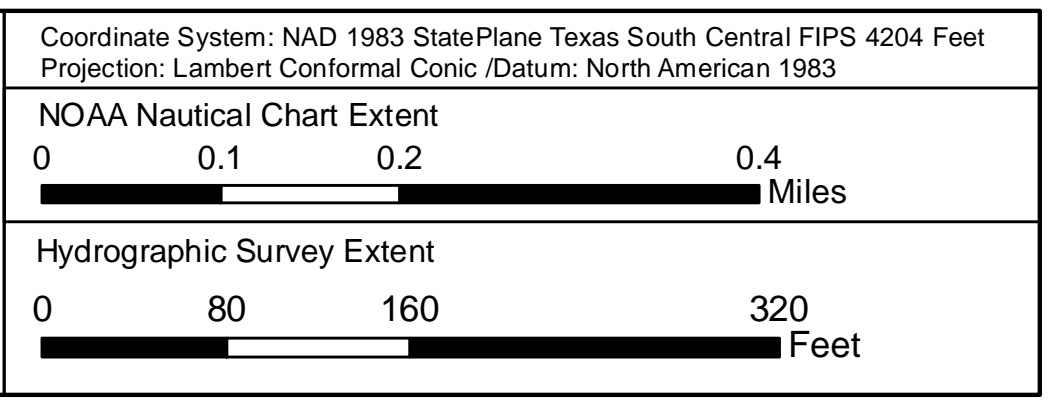 Coordinate System: NAD 1983 StatePlane Texas South Central FIPS 4204 Feet
Projection: Lambert Conformal Conic /Datum: North American 1983
NOAA Nautical Chart Extent
0 0.1 0.2 0.4
Miles
Hydrographic Survey Extent
0 80 160 320
Feet